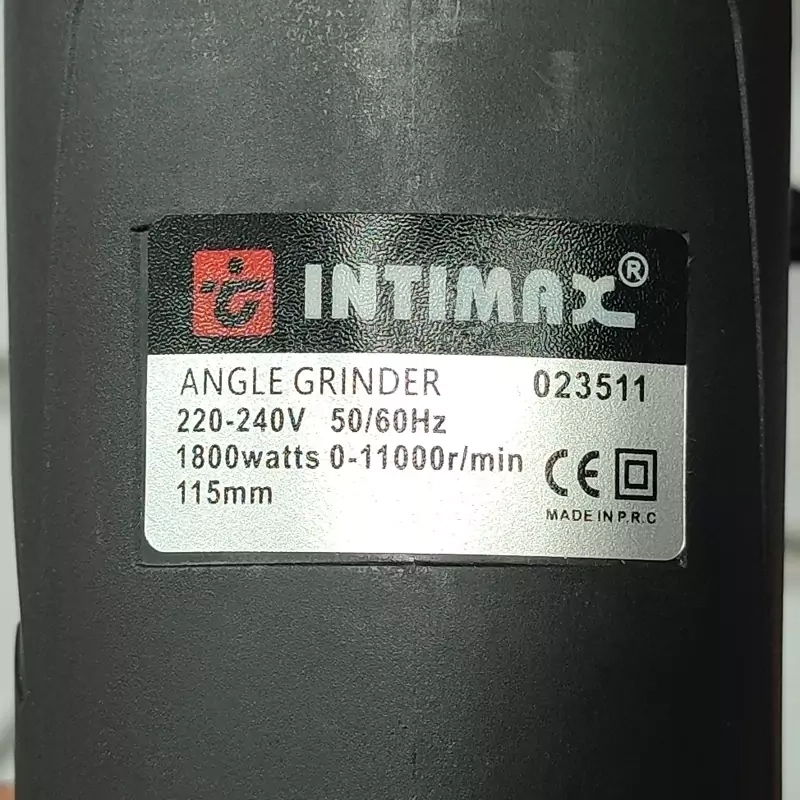 INTIMAX®
ANGLE GRINDER 023511
220-240V 50/60Hz
1800watts 0-11000r/min
115mm
CE
MADE IN P.R.C